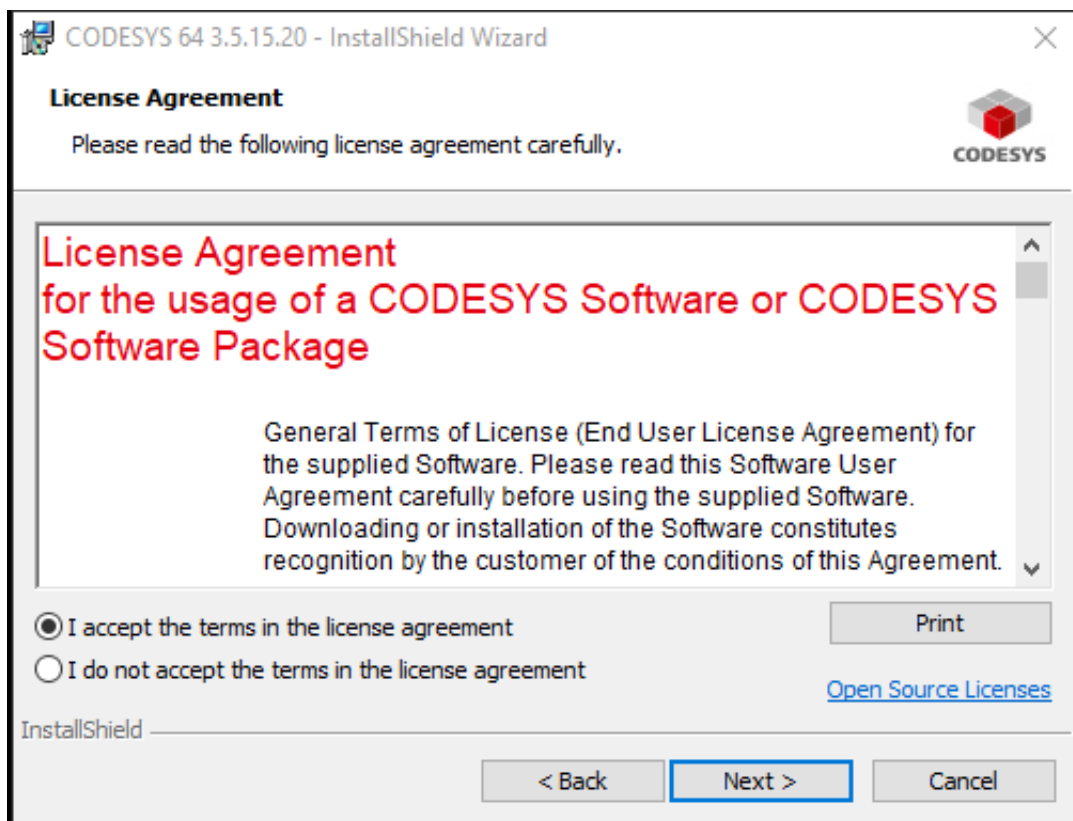 CODESYS 64 3.5.15.20 - InstallShield Wizard
License Agreement
Please read the following license agreement carefully.
CODESYS
License Agreement
for the usage of a CODESYS Software or CODESYS
Software Package
General Terms of License (End User License Agreement) for
the supplied Software. Please read this Software User
Agreement carefully before using the supplied Software.
Downloading or installation of the Software constitutes
recognition by the customer of the conditions of this Agreement.
I accept the terms in the license agreement
Print
I do not accept the terms in the license agreement
Open Source Licenses
InstallShield
< Back
Next >
Cancel